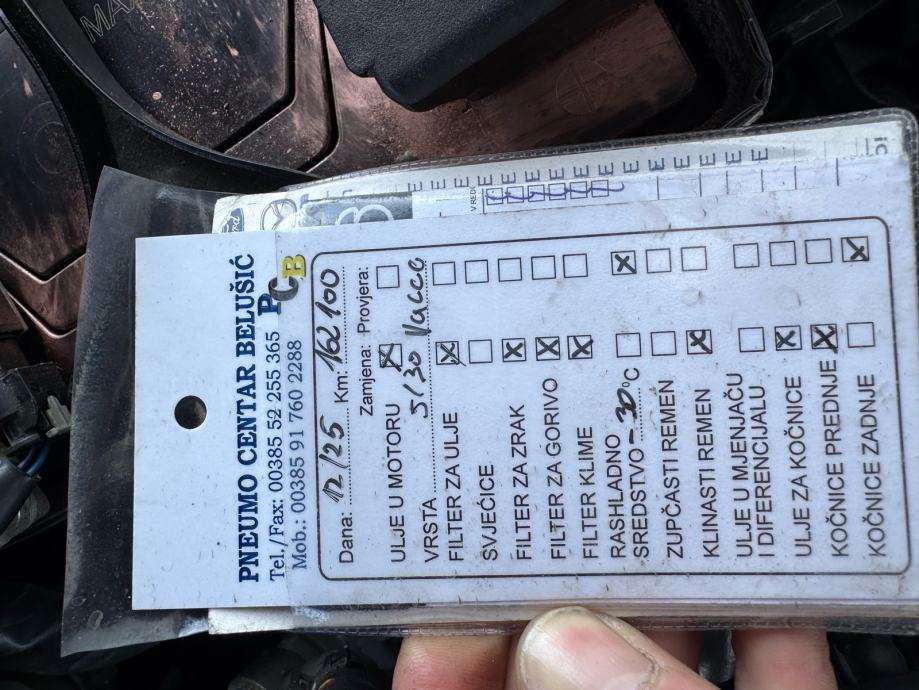 PNEUMO CENTAR BELUŠIĆ
Tel./Fax: 00385 52 255 365
Mob.: 00385 91 760 2288
PCB
Dana: 12/25 Km: 162100
Zamjena: Provjera:
ULJE U MOTORU
VRSTA 5/30
FILTER ZA ULJE
SVJEĆICE
FILTER ZA ZRAK
FILTER ZA GORIVO
FILTER KLIME
RASHLADNO
SREDSTVO -30°C
ZUPČASTI REMEN
KLINASTI REMEN
ULJE U MJENJAČU
I DIFERENCIJALU
ULJE ZA KOČNICE
KOČNICE PREDNJE
KOČNICE ZADNJE
Ford